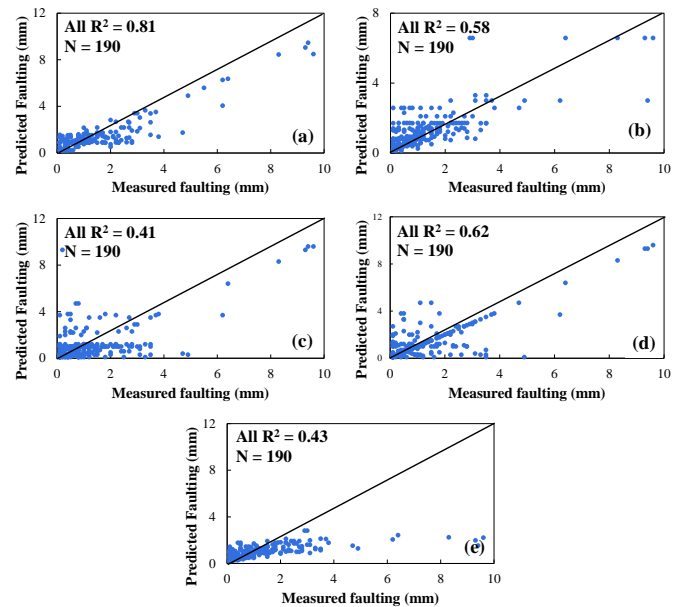 All R² = 0.81
N = 190
12
8
4
0
0 2 4 6 8 10
Predicted Faulting (mm)
Measured faulting (mm)
(a)
All R² = 0.58
N = 190
8
4
0
0 2 4 6 8 10
Predicted Faulting (mm)
Measured faulting (mm)
(b)
All R² = 0.41
N = 190
12
8
4
0
0 2 4 6 8 10
Predicted Faulting (mm)
Measured faulting (mm)
(c)
All R² = 0.62
N = 190
12
8
4
0
0 2 4 6 8 10
Predicted Faulting (mm)
Measured faulting (mm)
(d)
All R² = 0.43
N = 190
12
8
4
0
0 2 4 6 8 10
Predicted Faulting (mm)
Measured faulting (mm)
(e)